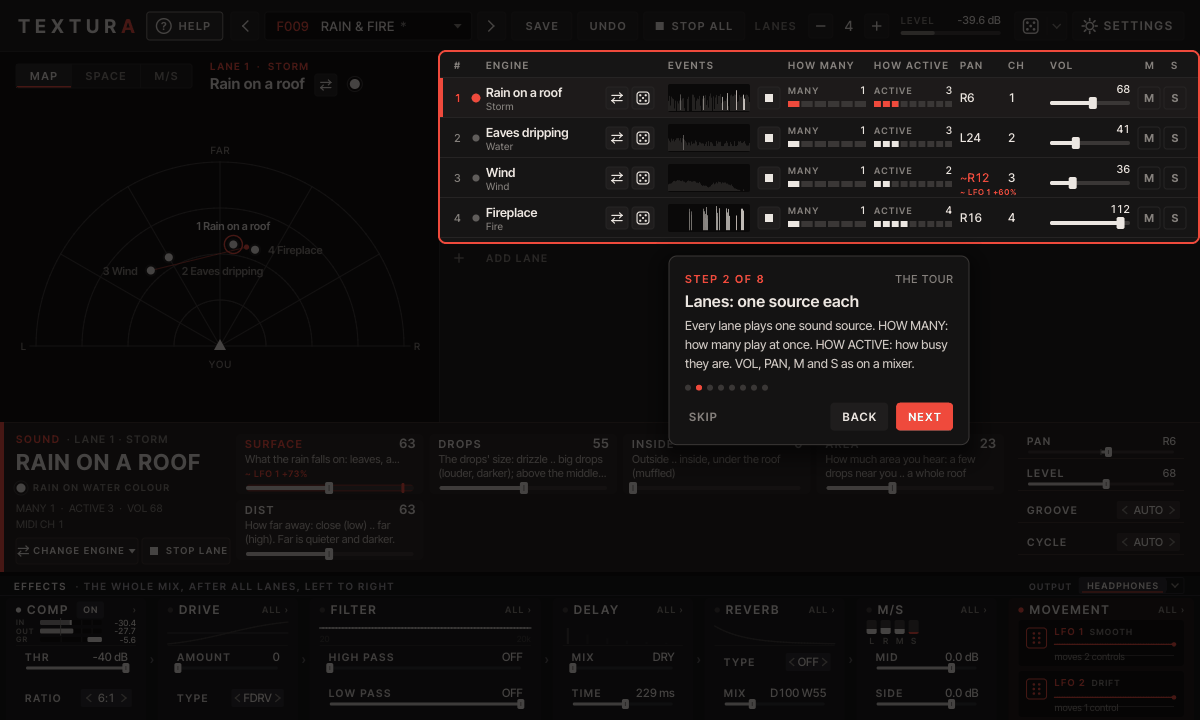 TEXTURA
? HELP
F009 RAIN & FIRE *
SAVE
UNDO
STOP ALL
LANES
4
LEVEL -39.6 dB
SETTINGS
MAP
SPACE
M/S
LANE 1 · STORM
Rain on a roof
FAR
1 Rain on a roof
4 Fireplace
3 Wind
2 Eaves dripping
L
R
YOU
# ENGINE EVENTS HOW MANY HOW ACTIVE PAN CH VOL M S
1 Rain on a roof MANY 1 ACTIVE 3 R6 1 68 M S
Storm
2 Eaves dripping MANY 1 ACTIVE 3 L24 2 41 M S
Water
3 Wind MANY 1 ACTIVE 2 ~R12 3 36 M S
Wind ~ LFO 1 +60%
4 Fireplace MANY 1 ACTIVE 4 R16 4 112 M S
Fire
+ ADD LANE
STEP 2 OF 8 THE TOUR
Lanes: one source each
Every lane plays one sound source. HOW MANY:
how many play at once. HOW ACTIVE: how busy
they are. VOL, PAN, M and S as on a mixer.
SKIP
BACK
NEXT
SOUND · LANE 1 · STORM
RAIN ON A ROOF
RAIN ON WATER COLOUR
MANY 1 · ACTIVE 3 · VOL 68
MIDI CH 1
CHANGE ENGINE
STOP LANE
SURFACE 63
What the rain falls on: leaves, a...
~ LFO 1 +73%
DROPS 55
The drops' size: drizzle .. big drops
(louder, darker); above the middle...
INSIDE
Outside .. inside, under the roof
(muffled)
AREA 23
How much area you hear: a few
drops near you .. a whole roof
DIST 63
How far away: close (low) .. far
(high). Far is quieter and darker.
PAN R6
LEVEL 68
GROOVE < AUTO >
CYCLE < AUTO >
EFFECTS · THE WHOLE MIX, AFTER ALL LANES, LEFT TO RIGHT
OUTPUT HEADPHONES
COMP ON ›
IN -30.4
OUT -27.7
GR -5.6
THR -40 dB
RATIO < 6:1 >
DRIVE ALL ›
AMOUNT 0
TYPE < FDRV >
FILTER ALL ›
HIGH PASS OFF
LOW PASS OFF
DELAY ALL ›
MIX DRY
TIME 229 ms
REVERB ALL ›
TYPE < OFF >
MIX D100 W55
M/S ALL ›
L R M S
MID 0.0 dB
SIDE 0.0 dB
MOVEMENT ALL ›
LFO 1 SMOOTH
moves 2 controls
LFO 2 DRIFT
moves 1 control